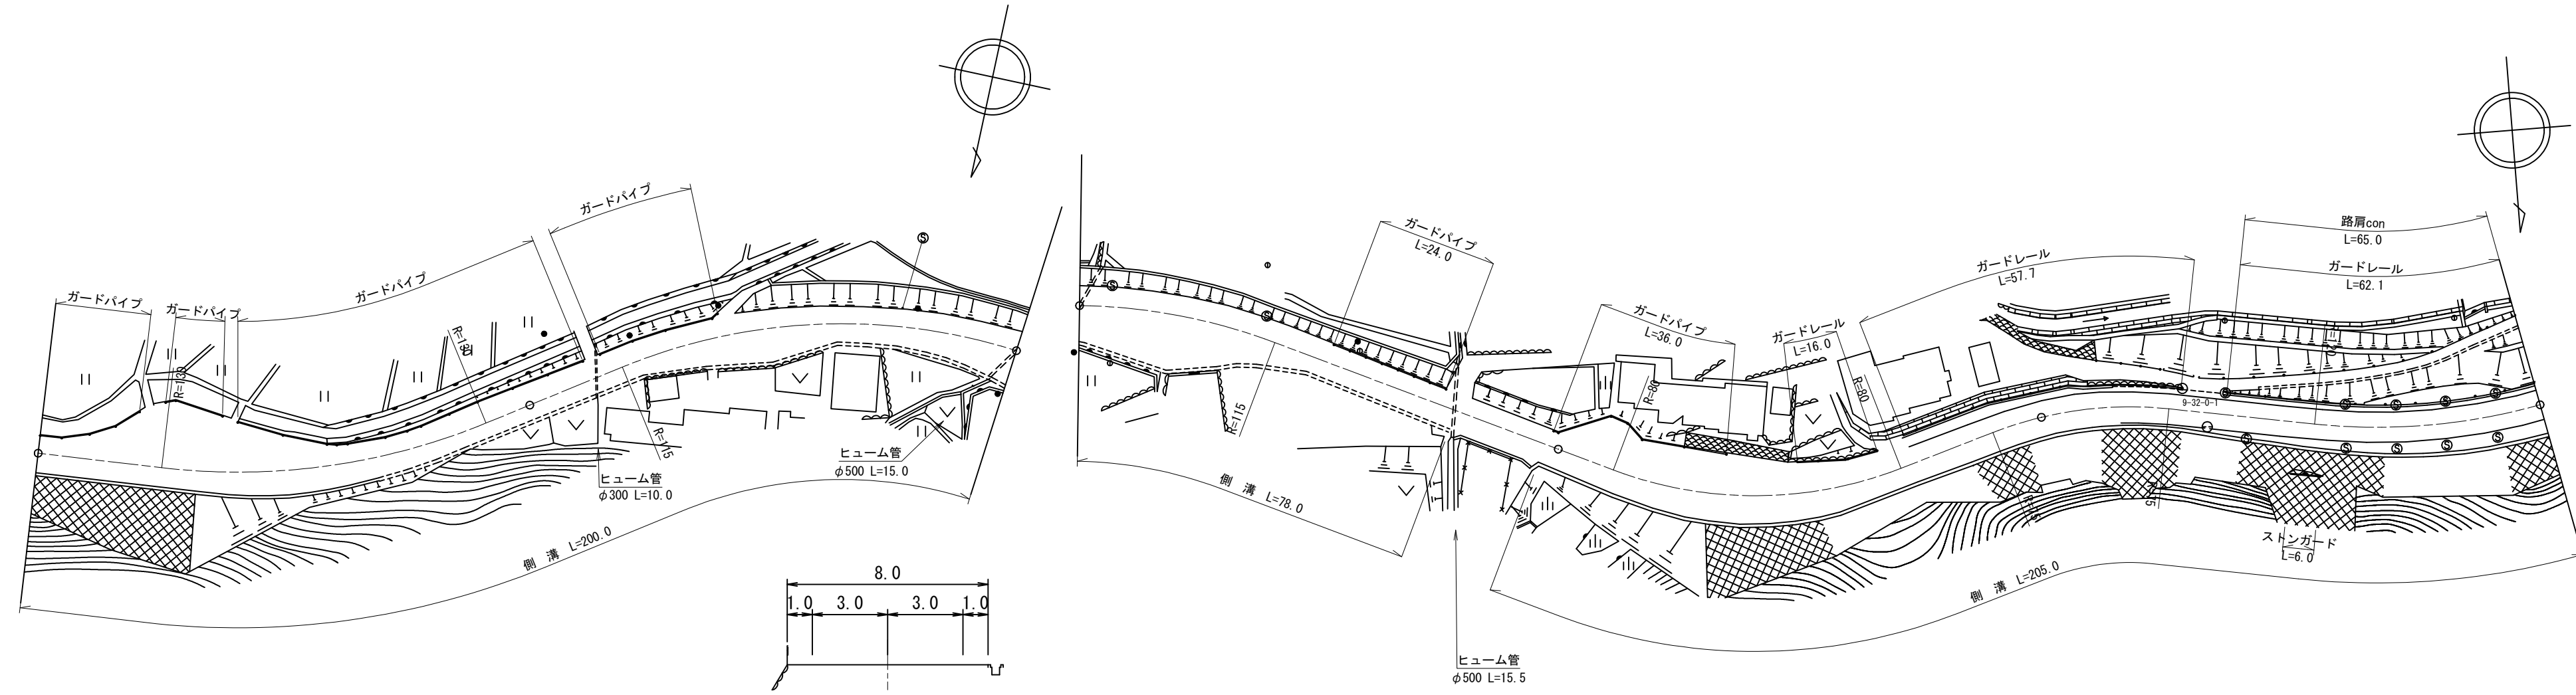 ガードパイプ
ガードパイプ
ガードパイプ
ガードパイプ
R=139
R=115
ヒューム管
φ300 L=10.0
ヒューム管
φ500 L=15.0
側 溝 L=200.0
8.0
1.0 3.0 3.0 1.0
S
ガードパイプ
L=24.0
S
S
R=115
側 溝 L=78.0
ヒューム管
φ500 L=15.5
ガードパイプ
L=36.0
R=80
ガードレール
L=16.0
R=80
ガードレール
L=57.7
路肩con
L=65.0
ガードレール
L=62.1
9-32-0-1
S
S
S
S
S
S
S
S
S
S
ストンガード
L=6.0
側 溝 L=205.0